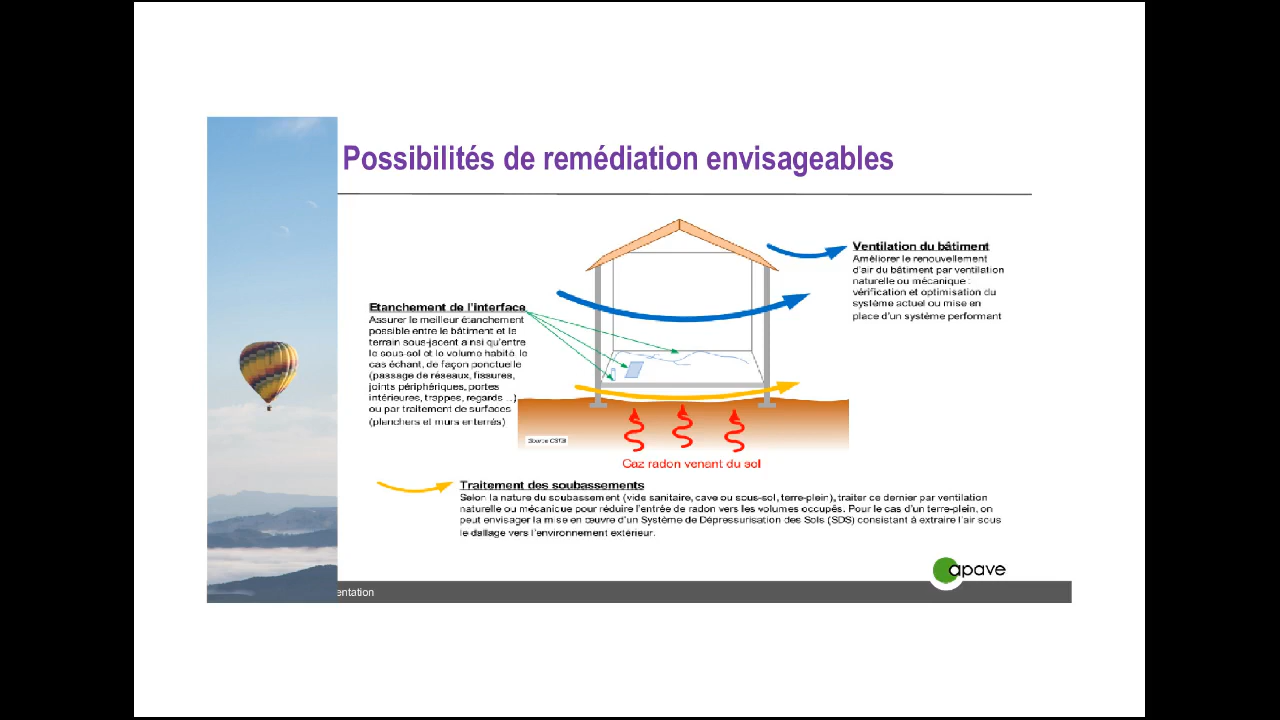 Possibilités de remédiation envisageables
Ventilation du bâtiment
Améliorer le renouvellement
d'air du bâtiment par ventilation
naturelle ou mécanique :
vérification et optimisation du
système actuel ou mise en
place d'un système performant
Etanchement de l'interface
Assurer le meilleur étanchement
possible entre le bâtiment et le
terrain sous-jacent ainsi qu'entre
le sous-sol et le volume habité le
cas échant, de façon ponctuelle
(passage de réseaux, fissures,
joints périphériques, portes
intérieures, trappes, regards ...)
ou par traitement de surfaces
(planchers et murs enterrés)
Source CSTB
Gaz radon venant du sol
Traitement des soubassements
Selon la nature du soubassement (vide sanitaire, cave ou sous-sol, terre-plein), traiter ce dernier par ventilation
naturelle ou mécanique pour réduire l'entrée de radon vers les volumes occupés. Pour le cas d'un terre-plein, on
peut envisager la mise en œuvre d'un Système de Dépressurisation des Sols (SDS) consistant à extraire l'air sous
le dallage vers l'environnement extérieur.
apave
entation